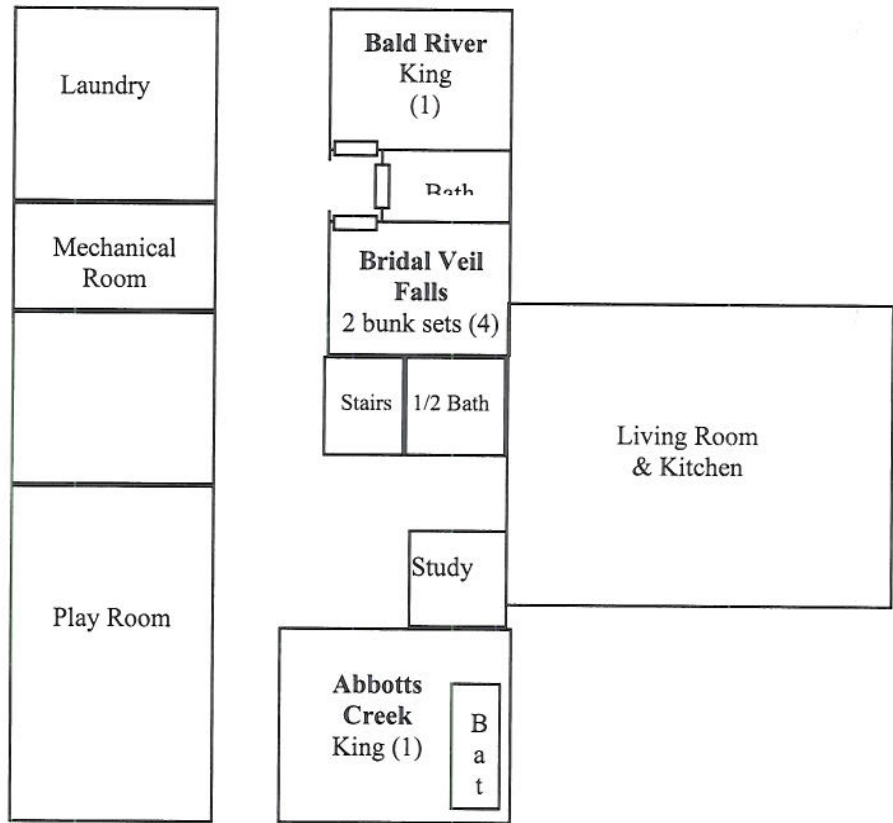 Laundry
Mechanical
Room
Play Room
Bald River
King
(1)
Bath
Bridal Veil
Falls
2 bunk sets (4)
Stairs
1/2 Bath
Living Room
& Kitchen
Study
Abbotts
Creek
King (1)
B
a
t